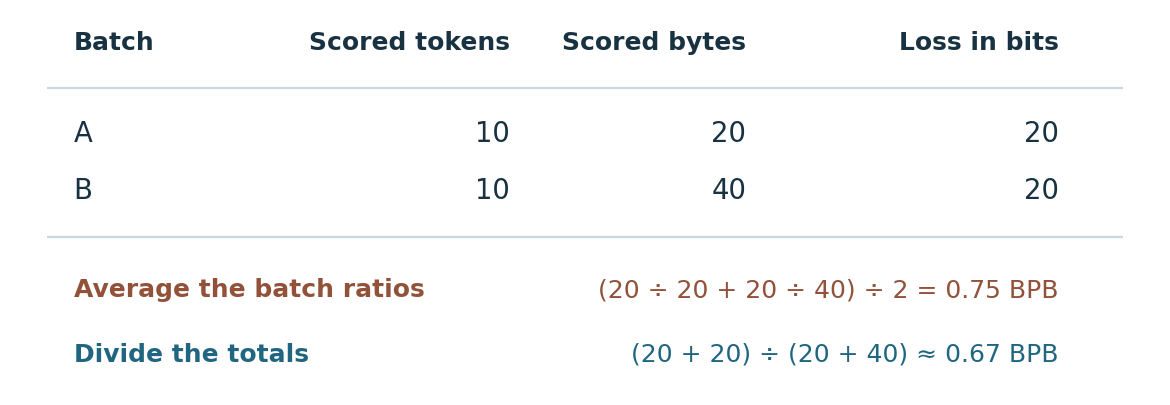 Batch Scored tokens Scored bytes Loss in bits
A 10 20 20
B 10 40 20
Average the batch ratios (20 ÷ 20 + 20 ÷ 40) ÷ 2 = 0.75 BPB
Divide the totals (20 + 20) ÷ (20 + 40) ≈ 0.67 BPB